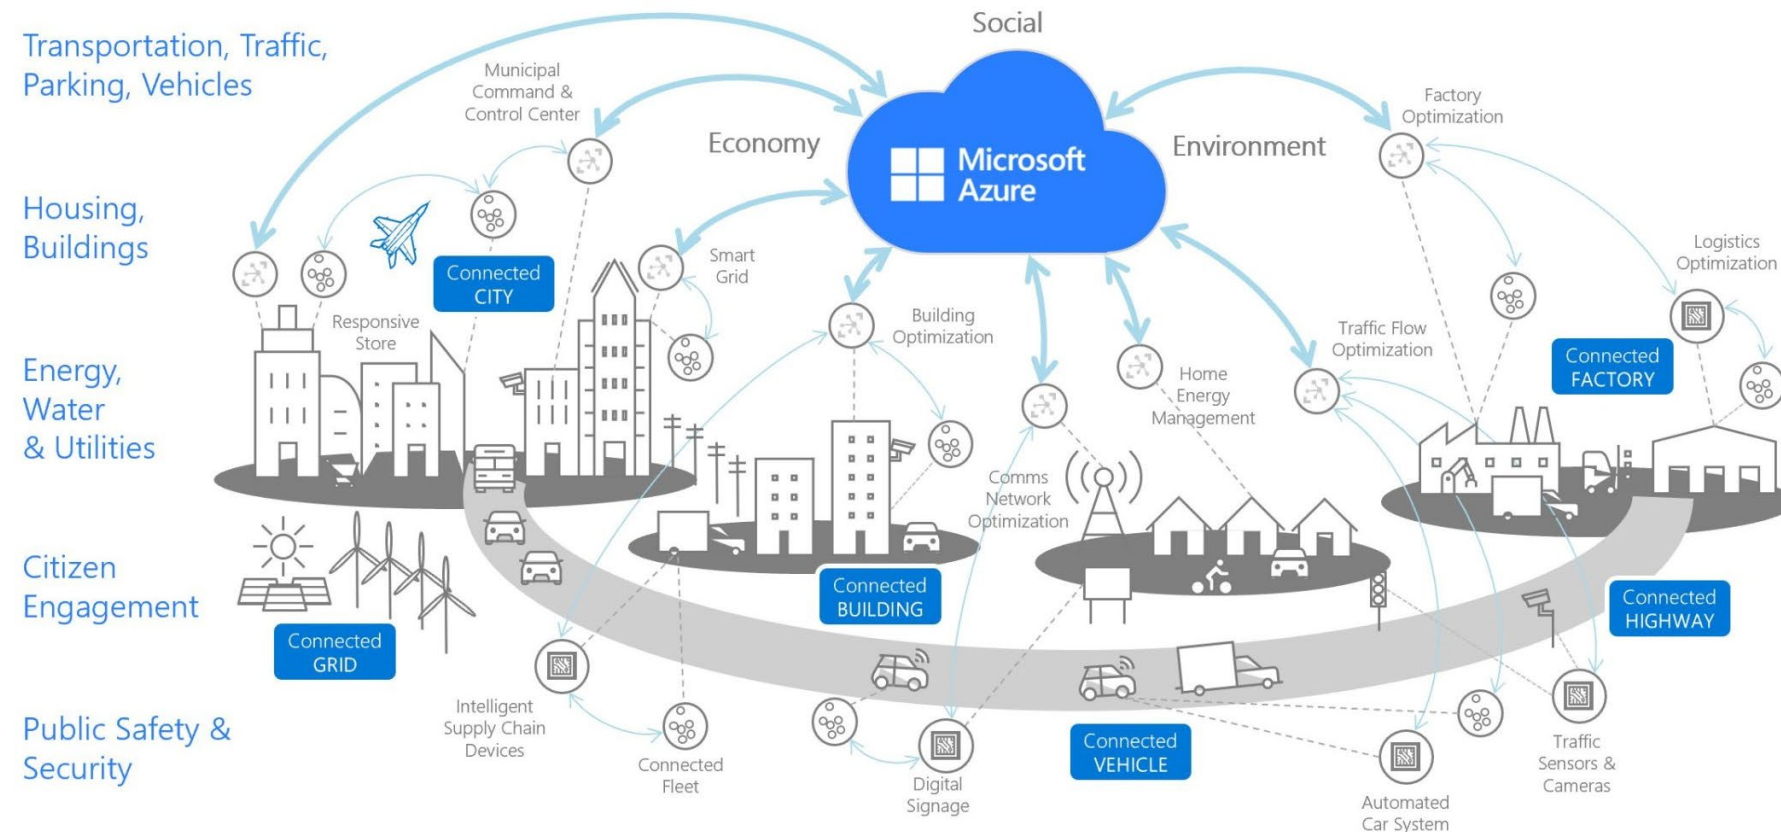 Transportation, Traffic,
Parking, Vehicles
Housing,
Buildings
Energy,
Water
& Utilities
Citizen
Engagement
Public Safety &
Security
Social
Economy
Environment
Microsoft
Azure
Municipal
Command &
Control Center
Factory
Optimization
Connected
CITY
Smart
Grid
Logistics
Optimization
Responsive
Store
Building
Optimization
Traffic Flow
Optimization
Connected
FACTORY
Home
Energy
Management
Comms
Network
Optimization
Connected
BUILDING
Connected
HIGHWAY
Connected
GRID
Intelligent
Supply Chain
Devices
Connected
Fleet
Digital
Signage
Connected
VEHICLE
Automated
Car System
Traffic
Sensors &
Cameras